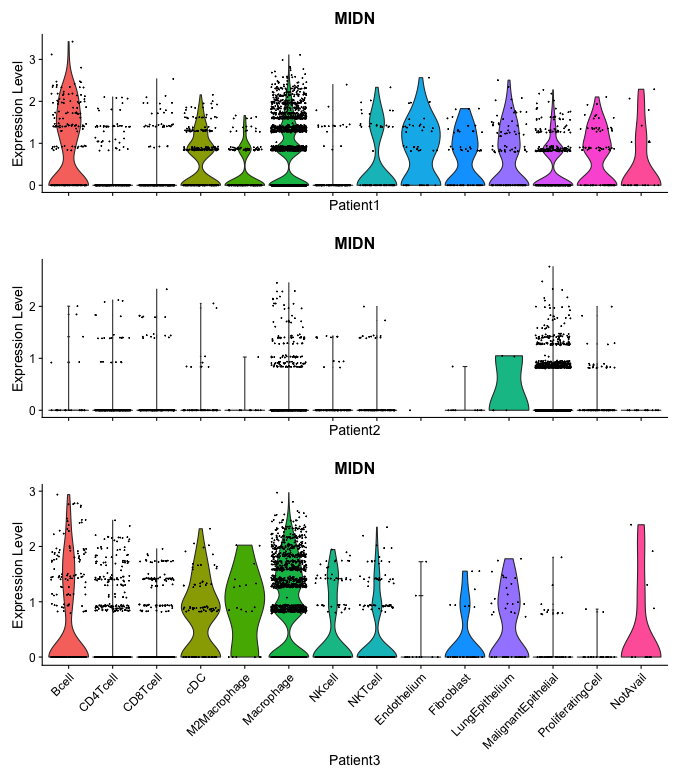 MIDN
Expression Level
3
2
1
0
Patient1
MIDN
Expression Level
2
1
0
Patient2
MIDN
Expression Level
3
2
1
0
Bcell
CD4Tcell
CD8Tcell
cDC
M2Macrophage
Macrophage
NKcell
NKTcell
Endothelium
Fibroblast
LungEpithelium
MalignantEpithelial
ProliferatingCell
NotAvail
Patient3